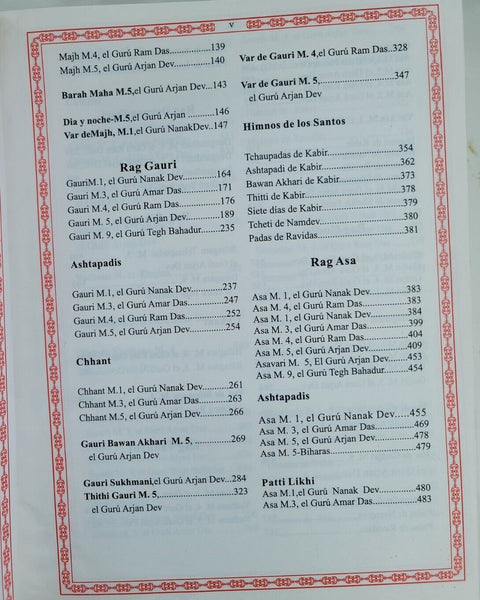 v
Majh M.4, el Gurú Ram Das.................139
Majh M.5, el Gurú Arjan Dev..............140
Barah Maha M.5,el Gurú Arjan Dev...143
Dia y noche-M.5,el Gurú Arjan .........146
Var deMajh, M.1,el Gurú NanakDev..147
Rag Gauri
GauriM.1, el Gurú Nanak Dev...........164
Gauri M.3, el Gurú Amar Das............171
Gauri M.4, el Gurú Ram Das.............176
Gauri M. 5, el Gurú Arjan Dev..........189
Gauri M. 9, el Gurú Tegh Bahadur......235
Ashtapadis
Gauri M.1, el Gurú Nanak Dev..........237
Gauri M.3, el Gurú Amar Das...........247
Gauri M.4, el Gurú Ram Das............252
Gauri M.5, el Gurú Arjan Dev...........254
Chhant
Chhant M.1, el Gurú Nanak Dev.........261
Chhant M.3, el Gurú Amar Das..........263
Chhant M.5, el Gurú Arjan Dev..........266
Gauri Bawan Akhari M. 5, ...........269
el Gurú Arjan Dev
Gauri Sukhmani,el Gurú Arjan Dev...284
Thithi Gauri M. 5,.......................323
el Gurú Arjan Dev
Var de Gauri M. 4,el Gurú Ram Das..328
Var de Gauri M. 5,......................347
el Gurú Arjan Dev
Himnos de los Santos
Tchaupadas de Kabir......................354
Ashtapadi de Kabir........................362
Bawan Akhari de Kabir...................373
Thitti de Kabir..............................378
Siete días de Kabir........................379
Tcheti de Namdev.........................380
Padas de Ravidas..........................381
Rag Asa
Asa M. 1, el Gurú Nanak Dev............383
Asa M. 4, el Gurú Ram Das..............383
Asa M. 1, el Gurú Nanak Dev............384
Asa M. 3, el Gurú Amar Das.............399
Asa M. 4, el Gurú Ram Das..............404
Asa M. 5, el Gurú Arjan Dev.............409
Asavari M. 5, El Gurú Arjan Dev......453
Asa M. 9, el Gurú Tegh Bahadur........454
Ashtapadis
Asa M. 1, el Gurú Nanak Dev.....455
Asa M. 3, el Gurú Amar Das............469
Asa M. 5, el Gurú Arjan Dev............478
Asa M. 5-Biharas..........................479
Patti Likhi
Asa M.1,el Gurú Nanak Dev............480
Asa M.3, el Gurú Amar Das............483